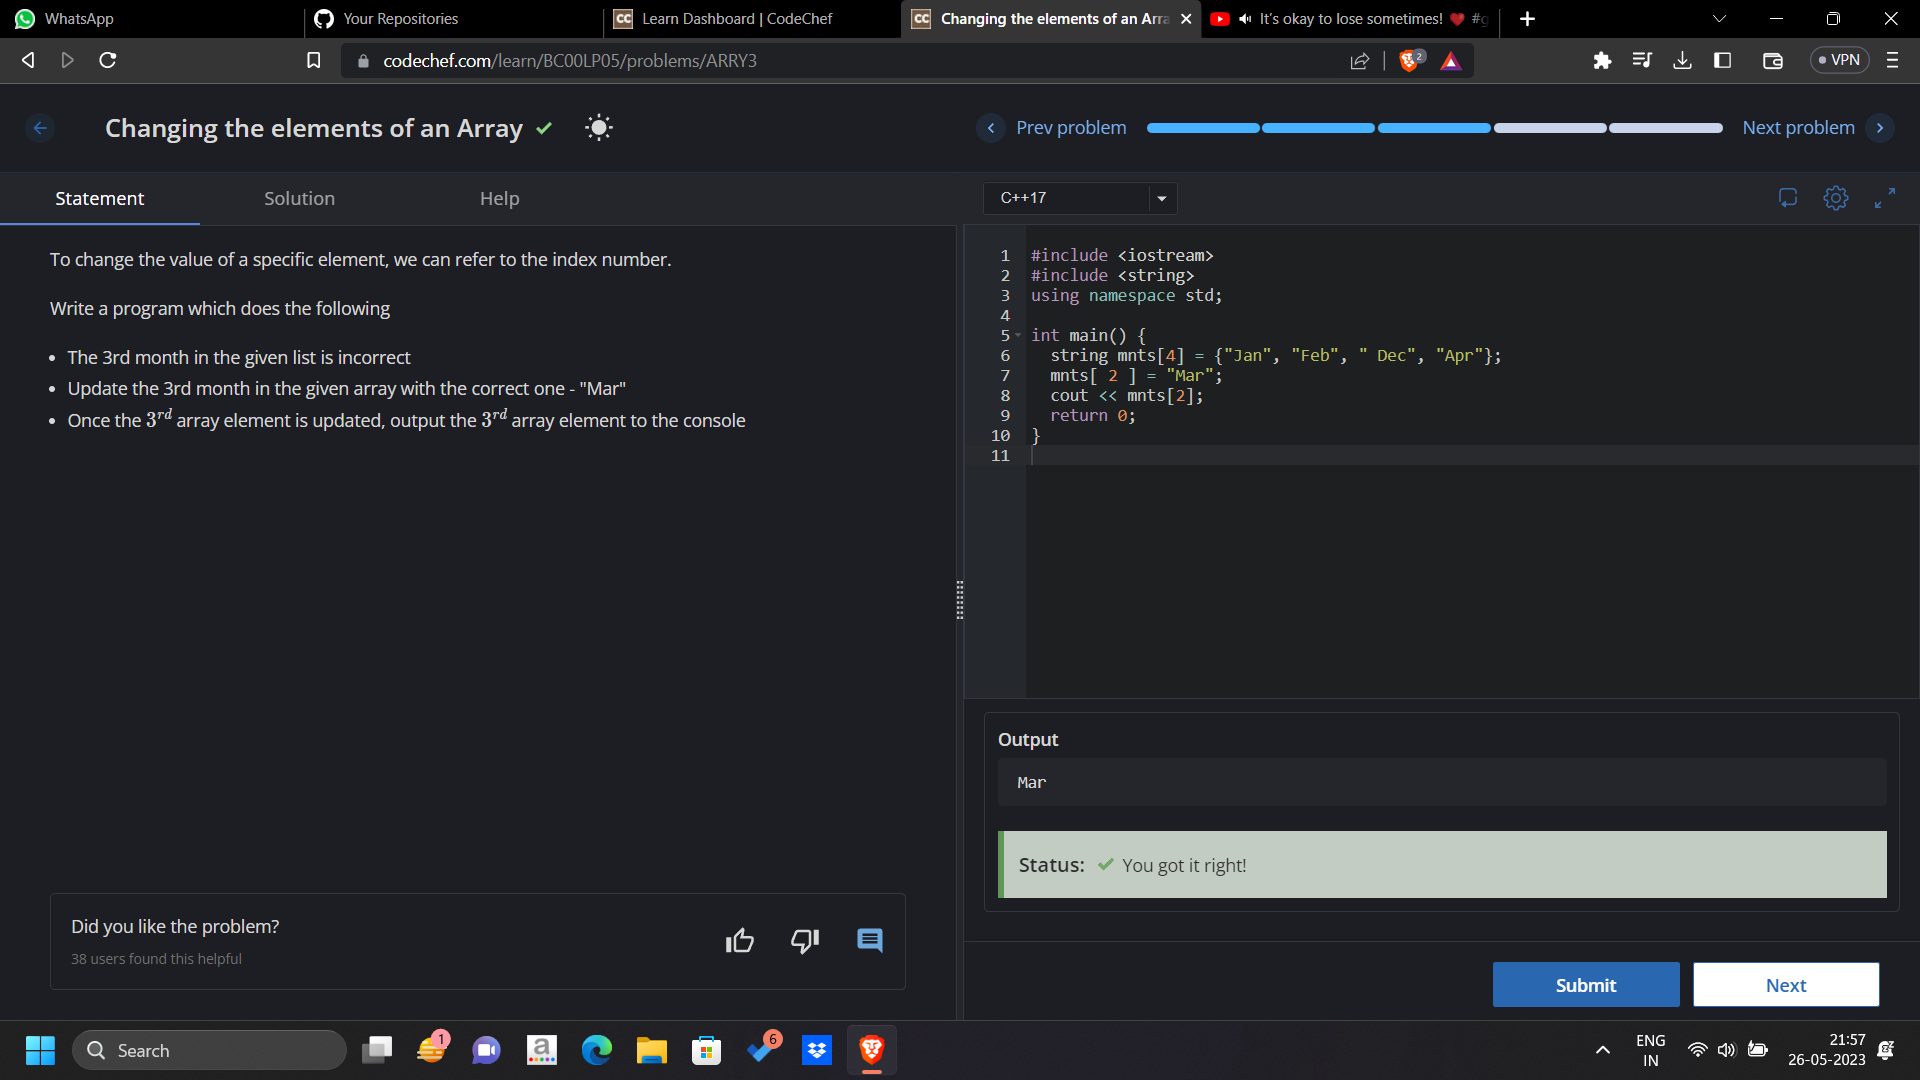 WhatsApp
Your Repositories
CC Learn Dashboard | CodeChef
CC Changing the elements of an Arra
It's okay to lose sometimes! ❤️ #g
codechef.com/learn/BC00LP05/problems/ARRY3
2
VPN
Changing the elements of an Array
Prev problem
Next problem
Statement
Solution
Help
C++17
To change the value of a specific element, we can refer to the index number.
Write a program which does the following
• The 3rd month in the given list is incorrect
• Update the 3rd month in the given array with the correct one - "Mar"
• Once the 3rd array element is updated, output the 3rd array element to the console
1 #include <iostream>
2 #include <string>
3 using namespace std;
4
5 int main() {
6 string mnts[4] = {"Jan", "Feb", " Dec", "Apr"};
7 mnts[ 2 ] = "Mar";
8 cout << mnts[2];
9 return 0;
10 }
11
Output
Mar
Status: You got it right!
Did you like the problem?
38 users found this helpful
Submit
Next
Search
1
a
6
ENG
IN
21:57
26-05-2023